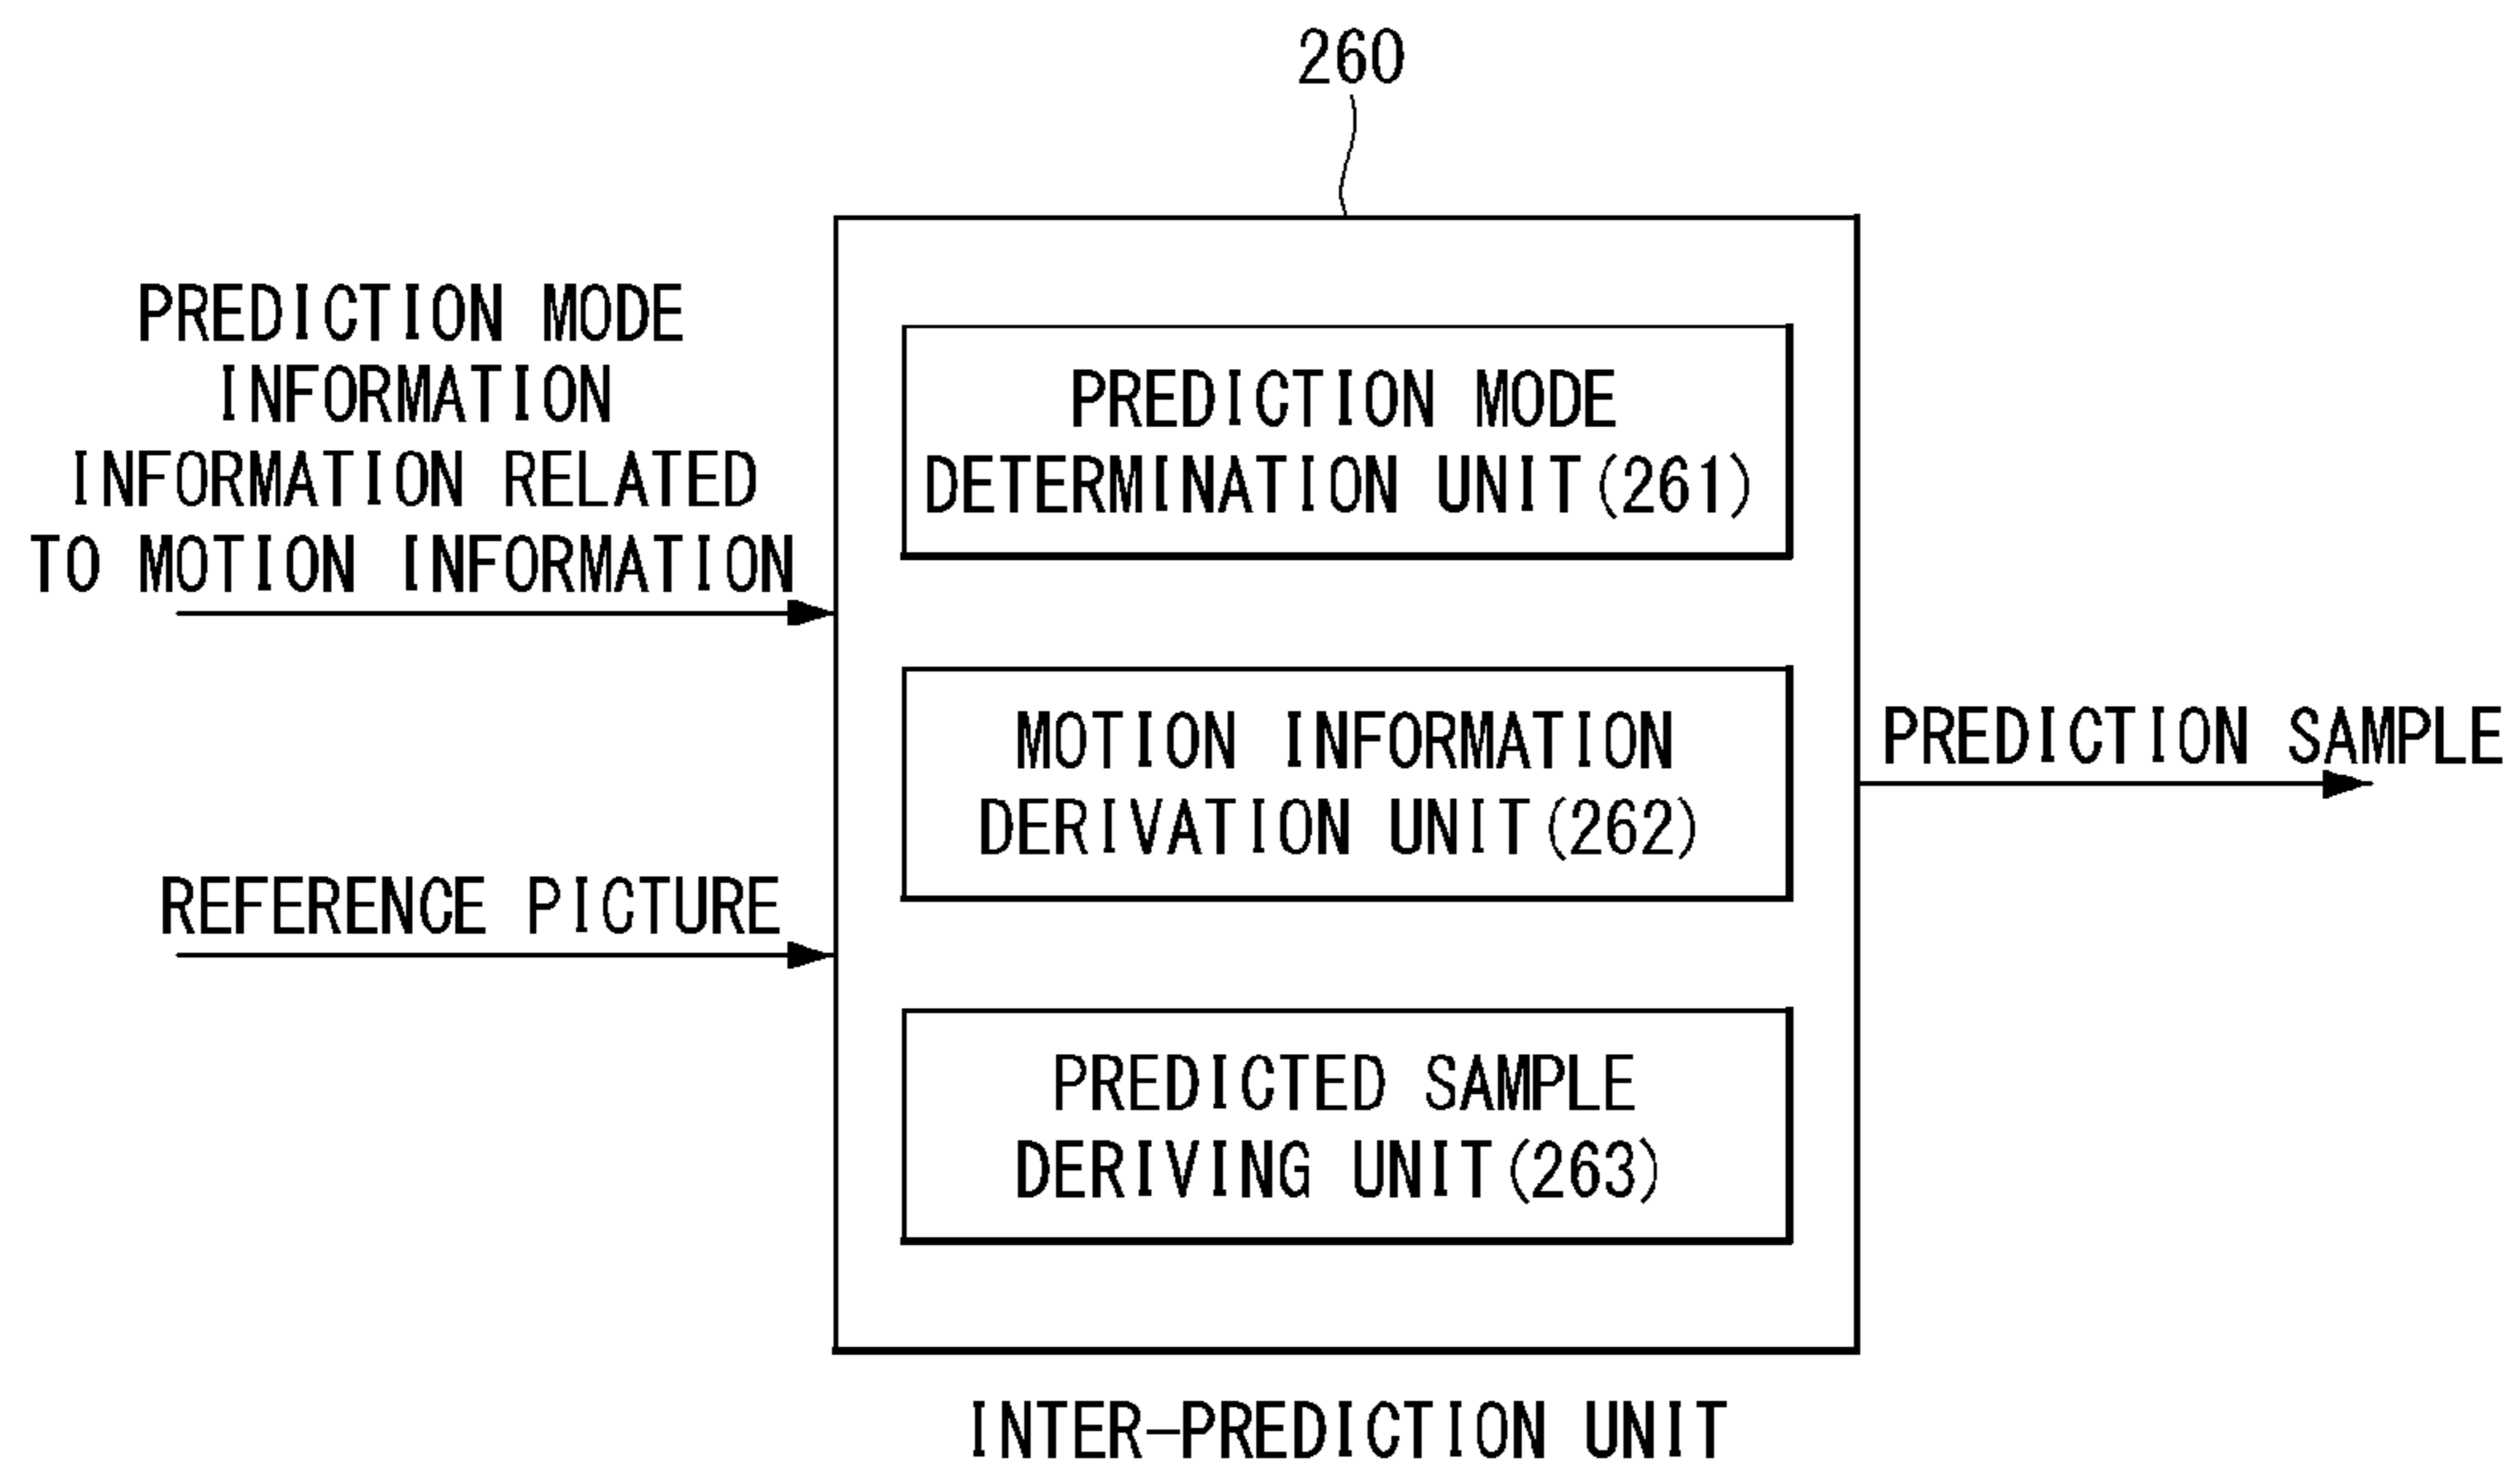 260
PREDICTION MODE
INFORMATION
INFORMATION RELATED
TO MOTION INFORMATION
REFERENCE PICTURE
PREDICTION MODE
DETERMINATION UNIT(261)
MOTION INFORMATION
DERIVATION UNIT(262)
PREDICTED SAMPLE
DERIVING UNIT(263)
PREDICTION SAMPLE
INTER-PREDICTION UNIT